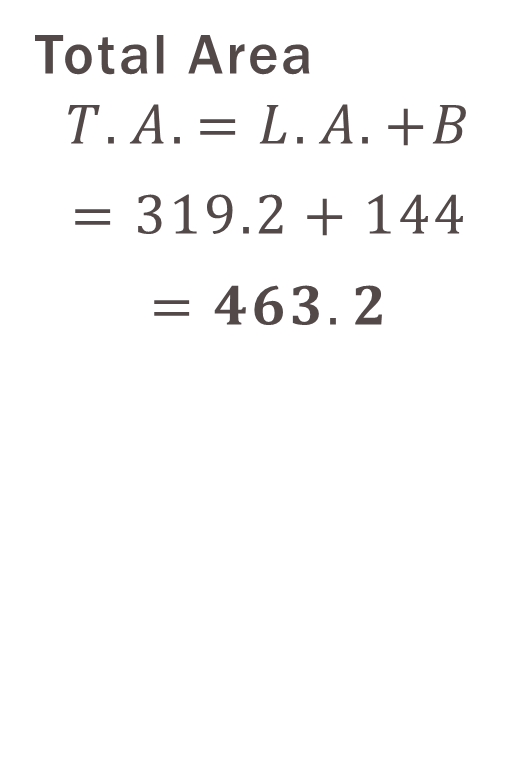 Total Area
T.A.= L.A.+B
= 319.2 + 144
= 463.2